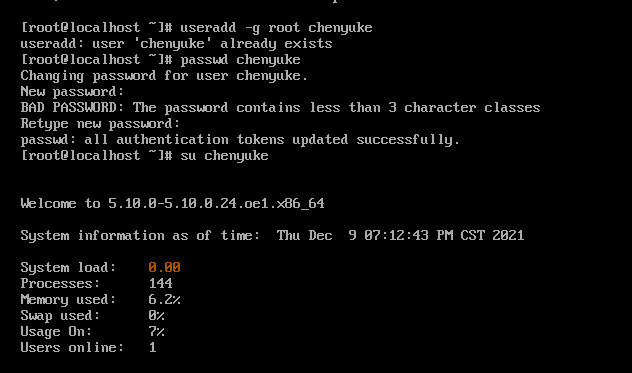 [root@localhost ~]# useradd -g root chenyuke
useradd: user 'chenyuke' already exists
[root@localhost ~]# passwd chenyuke
Changing password for user chenyuke.
New password:
BAD PASSWORD: The password contains less than 3 character classes
Retype new password:
passwd: all authentication tokens updated successfully.
[root@localhost ~]# su chenyuke
Welcome to 5.10.0-5.10.0.24.oe1.x86_64
System information as of time:  Thu Dec  9 07:12:43 PM CST 2021
System load:    0.00
Processes:      144
Memory used:    6.2%
Swap used:      0%
Usage On:       7%
Users online:   1